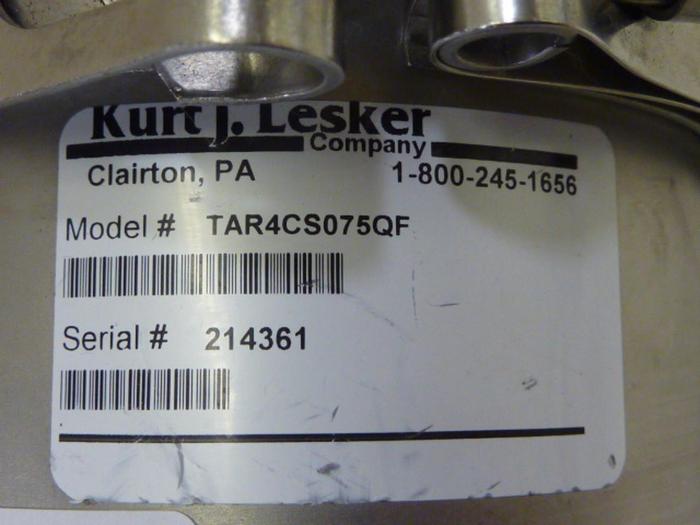 Kurt J. Lesker
Company
Clairton, PA 1-800-245-1656
Model # TAR4CS075QF
Serial # 214361